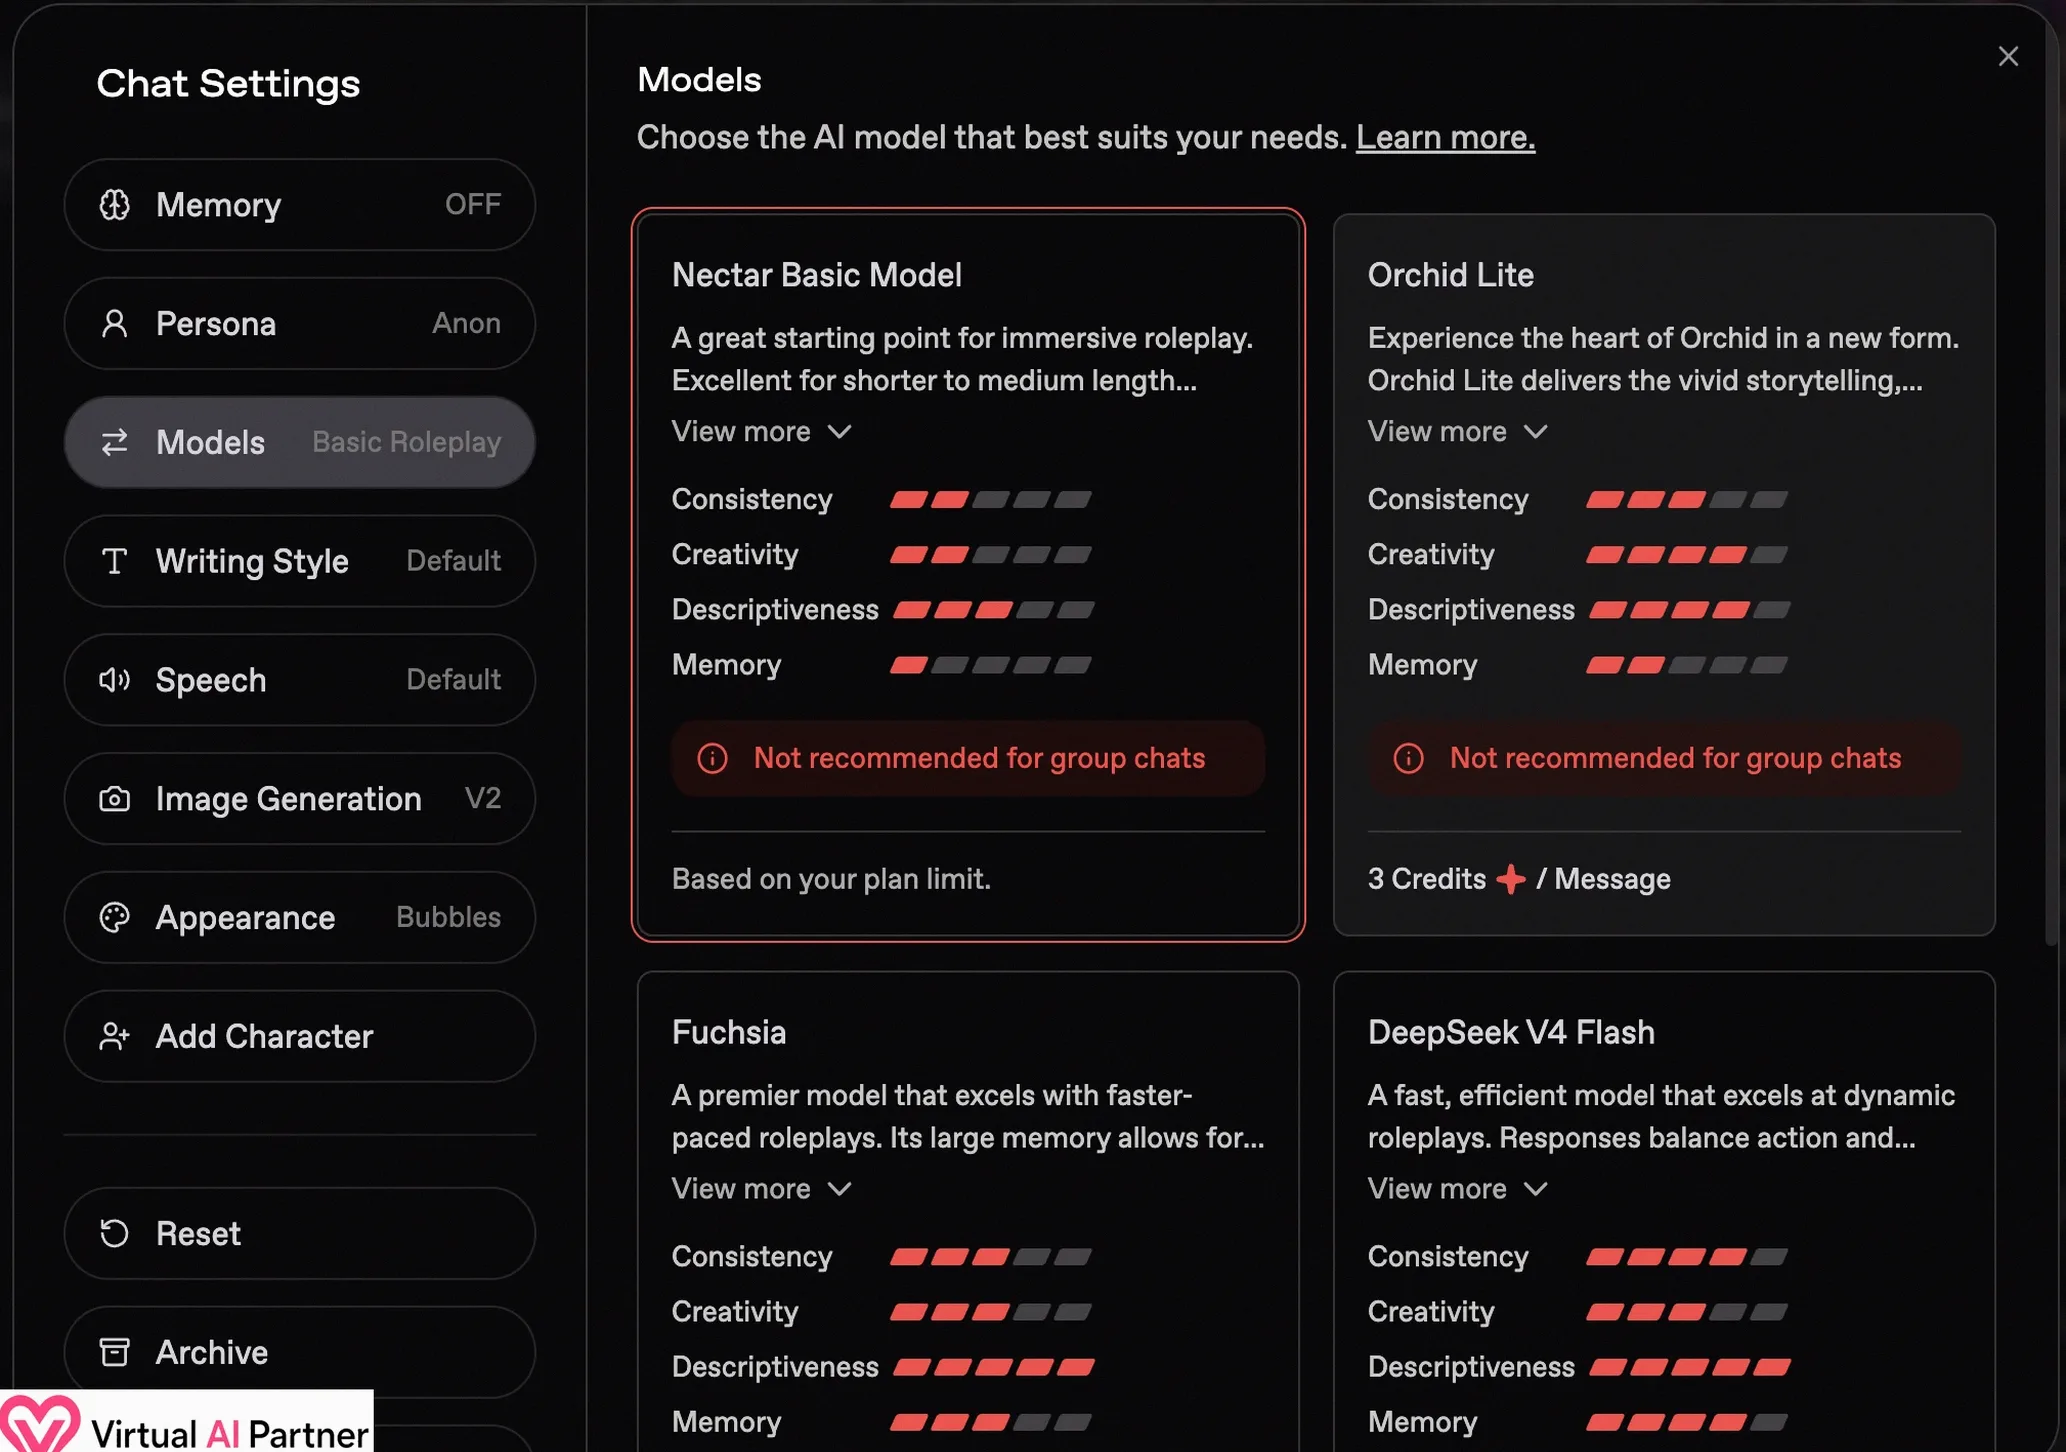 Chat Settings
Memory OFF
Persona Anon
Models Basic Roleplay
Writing Style Default
Speech Default
Image Generation V2
Appearance Bubbles
Add Character
Reset
Archive
Virtual AI Partner
Models
Choose the AI model that best suits your needs. Learn more.
Nectar Basic Model
A great starting point for immersive roleplay.
Excellent for shorter to medium length...
View more
Consistency
Creativity
Descriptiveness
Memory
Not recommended for group chats
Based on your plan limit.
Orchid Lite
Experience the heart of Orchid in a new form.
Orchid Lite delivers the vivid storytelling,...
View more
Consistency
Creativity
Descriptiveness
Memory
Not recommended for group chats
3 Credits / Message
Fuchsia
A premier model that excels with faster-
paced roleplays. Its large memory allows for...
View more
Consistency
Creativity
Descriptiveness
Memory
DeepSeek V4 Flash
A fast, efficient model that excels at dynamic
roleplays. Responses balance action and...
View more
Consistency
Creativity
Descriptiveness
Memory